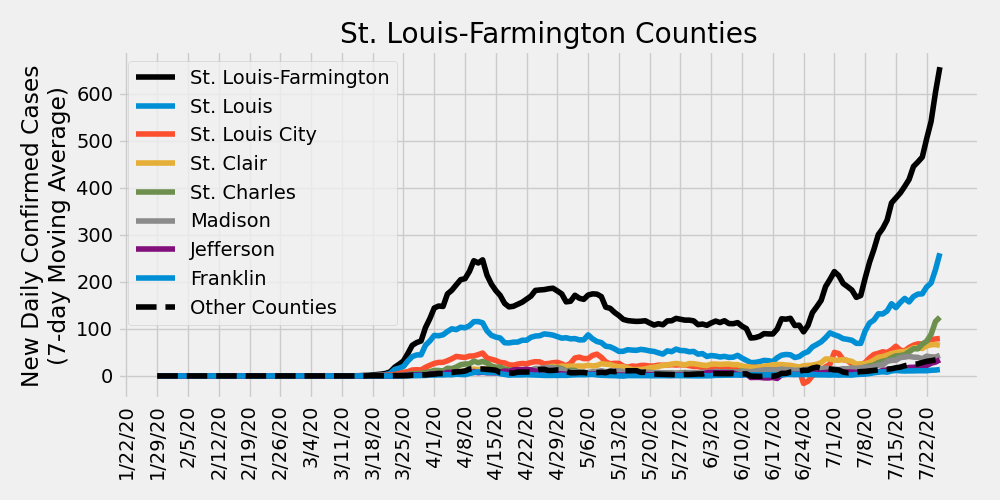 St. Louis-Farmington Counties
New Daily Confirmed Cases
(7-day Moving Average)
600
500
400
300
200
100
0
St. Louis-Farmington
St. Louis
St. Louis City
St. Clair
St. Charles
Madison
Jefferson
Franklin
Other Counties
1/22/20
1/29/20
2/5/20
2/12/20
2/19/20
2/26/20
3/4/20
3/11/20
3/18/20
3/25/20
4/1/20
4/8/20
4/15/20
4/22/20
4/29/20
5/6/20
5/13/20
5/20/20
5/27/20
6/3/20
6/10/20
6/17/20
6/24/20
7/1/20
7/8/20
7/15/20
7/22/20